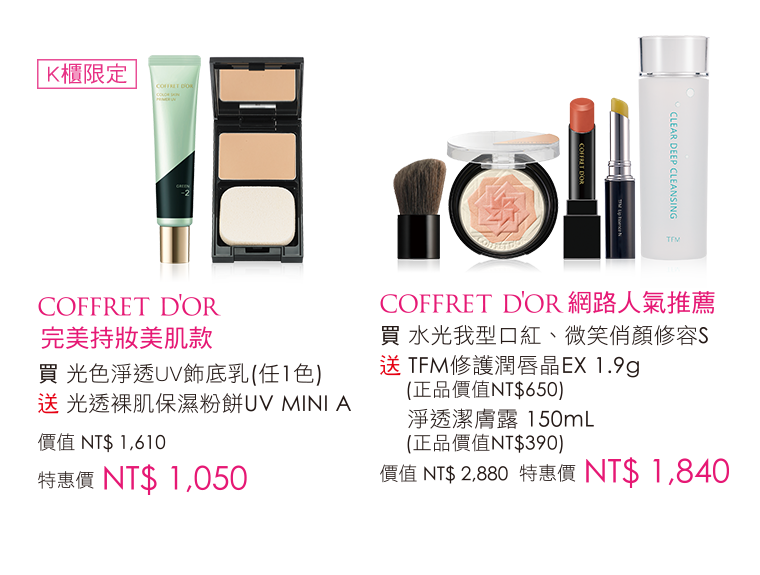 K櫃限定
COFFRET D'OR
GREEN
-2
COFFRET D'OR
完美持妝美肌款
買 光色淨透UV飾底乳(任1色)
送 光透裸肌保濕粉餅UV MINI A
價值 NT$ 1,610
特惠價 NT$ 1,050
COFFRET D'OR
CLEAR DEEP CLEANSING
TFM
COFFRET D'OR 網路人氣推薦
買 水光我型口紅、微笑俏顏修容S
送 TFM修護潤唇晶EX 1.9g
(正品價值NT$650)
淨透潔膚露 150mL
(正品價值NT$390)
價值 NT$ 2,880 特惠價 NT$ 1,840